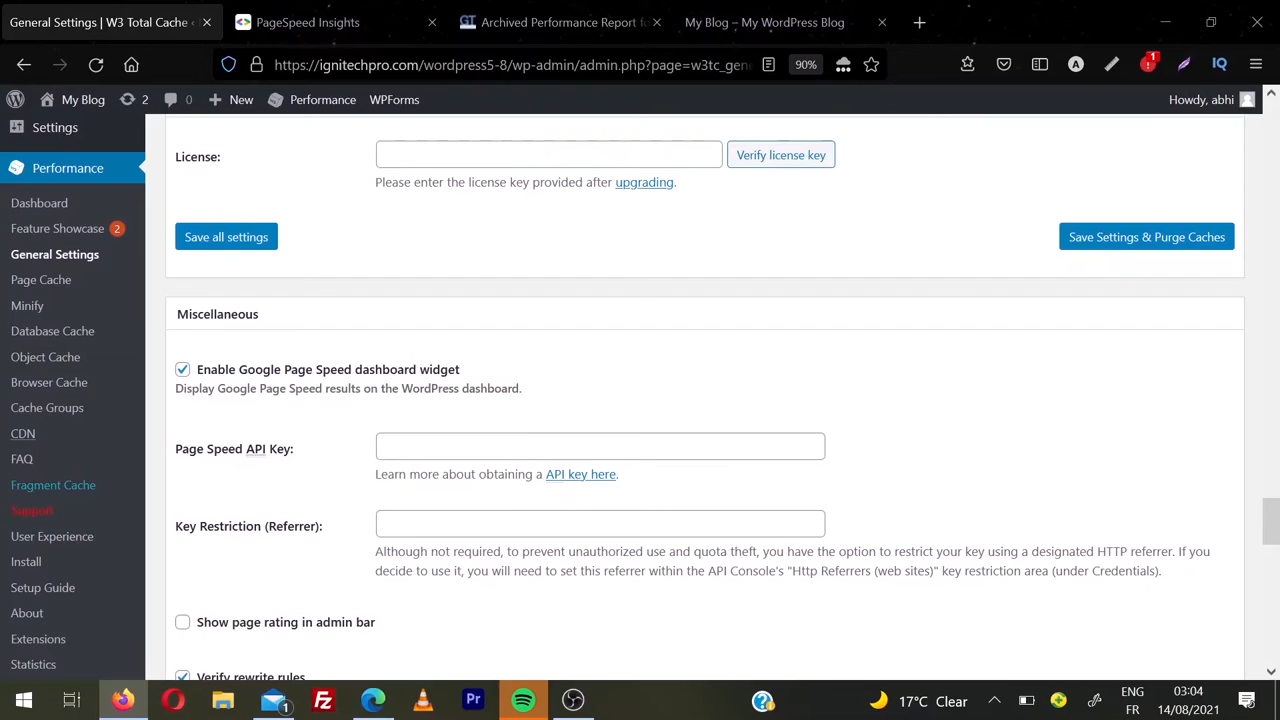 General Settings | W3 Total Cache
PageSpeed Insights
GT
Archived Performance Report fo
My Blog – My WordPress Blog
https://ignitechpro.com/wordpress5-8/wp-admin/admin.php?page=w3tc_gene
90%
A
1
IQ
My Blog
2
0
New
Performance
WPForms
Howdy, abhi
Settings
Performance
Dashboard
Feature Showcase 2
General Settings
Page Cache
Minify
Database Cache
Object Cache
Browser Cache
Cache Groups
CDN
FAQ
Fragment Cache
Support
User Experience
Install
Setup Guide
About
Extensions
Statistics
License:
Verify license key
Please enter the license key provided after upgrading.
Save all settings
Save Settings & Purge Caches
Miscellaneous
Enable Google Page Speed dashboard widget
Display Google Page Speed results on the WordPress dashboard.
Page Speed API Key:
Learn more about obtaining a API key here.
Key Restriction (Referrer):
Although not required, to prevent unauthorized use and quota theft, you have the option to restrict your key using a designated HTTP referrer. If you
decide to use it, you will need to set this referrer within the API Console's "Http Referrers (web sites)" key restriction area (under Credentials).
Show page rating in admin bar
Verify rewrite rules
1
Fz
Pr
17°C Clear
ENG
FR
03:04
14/08/2021